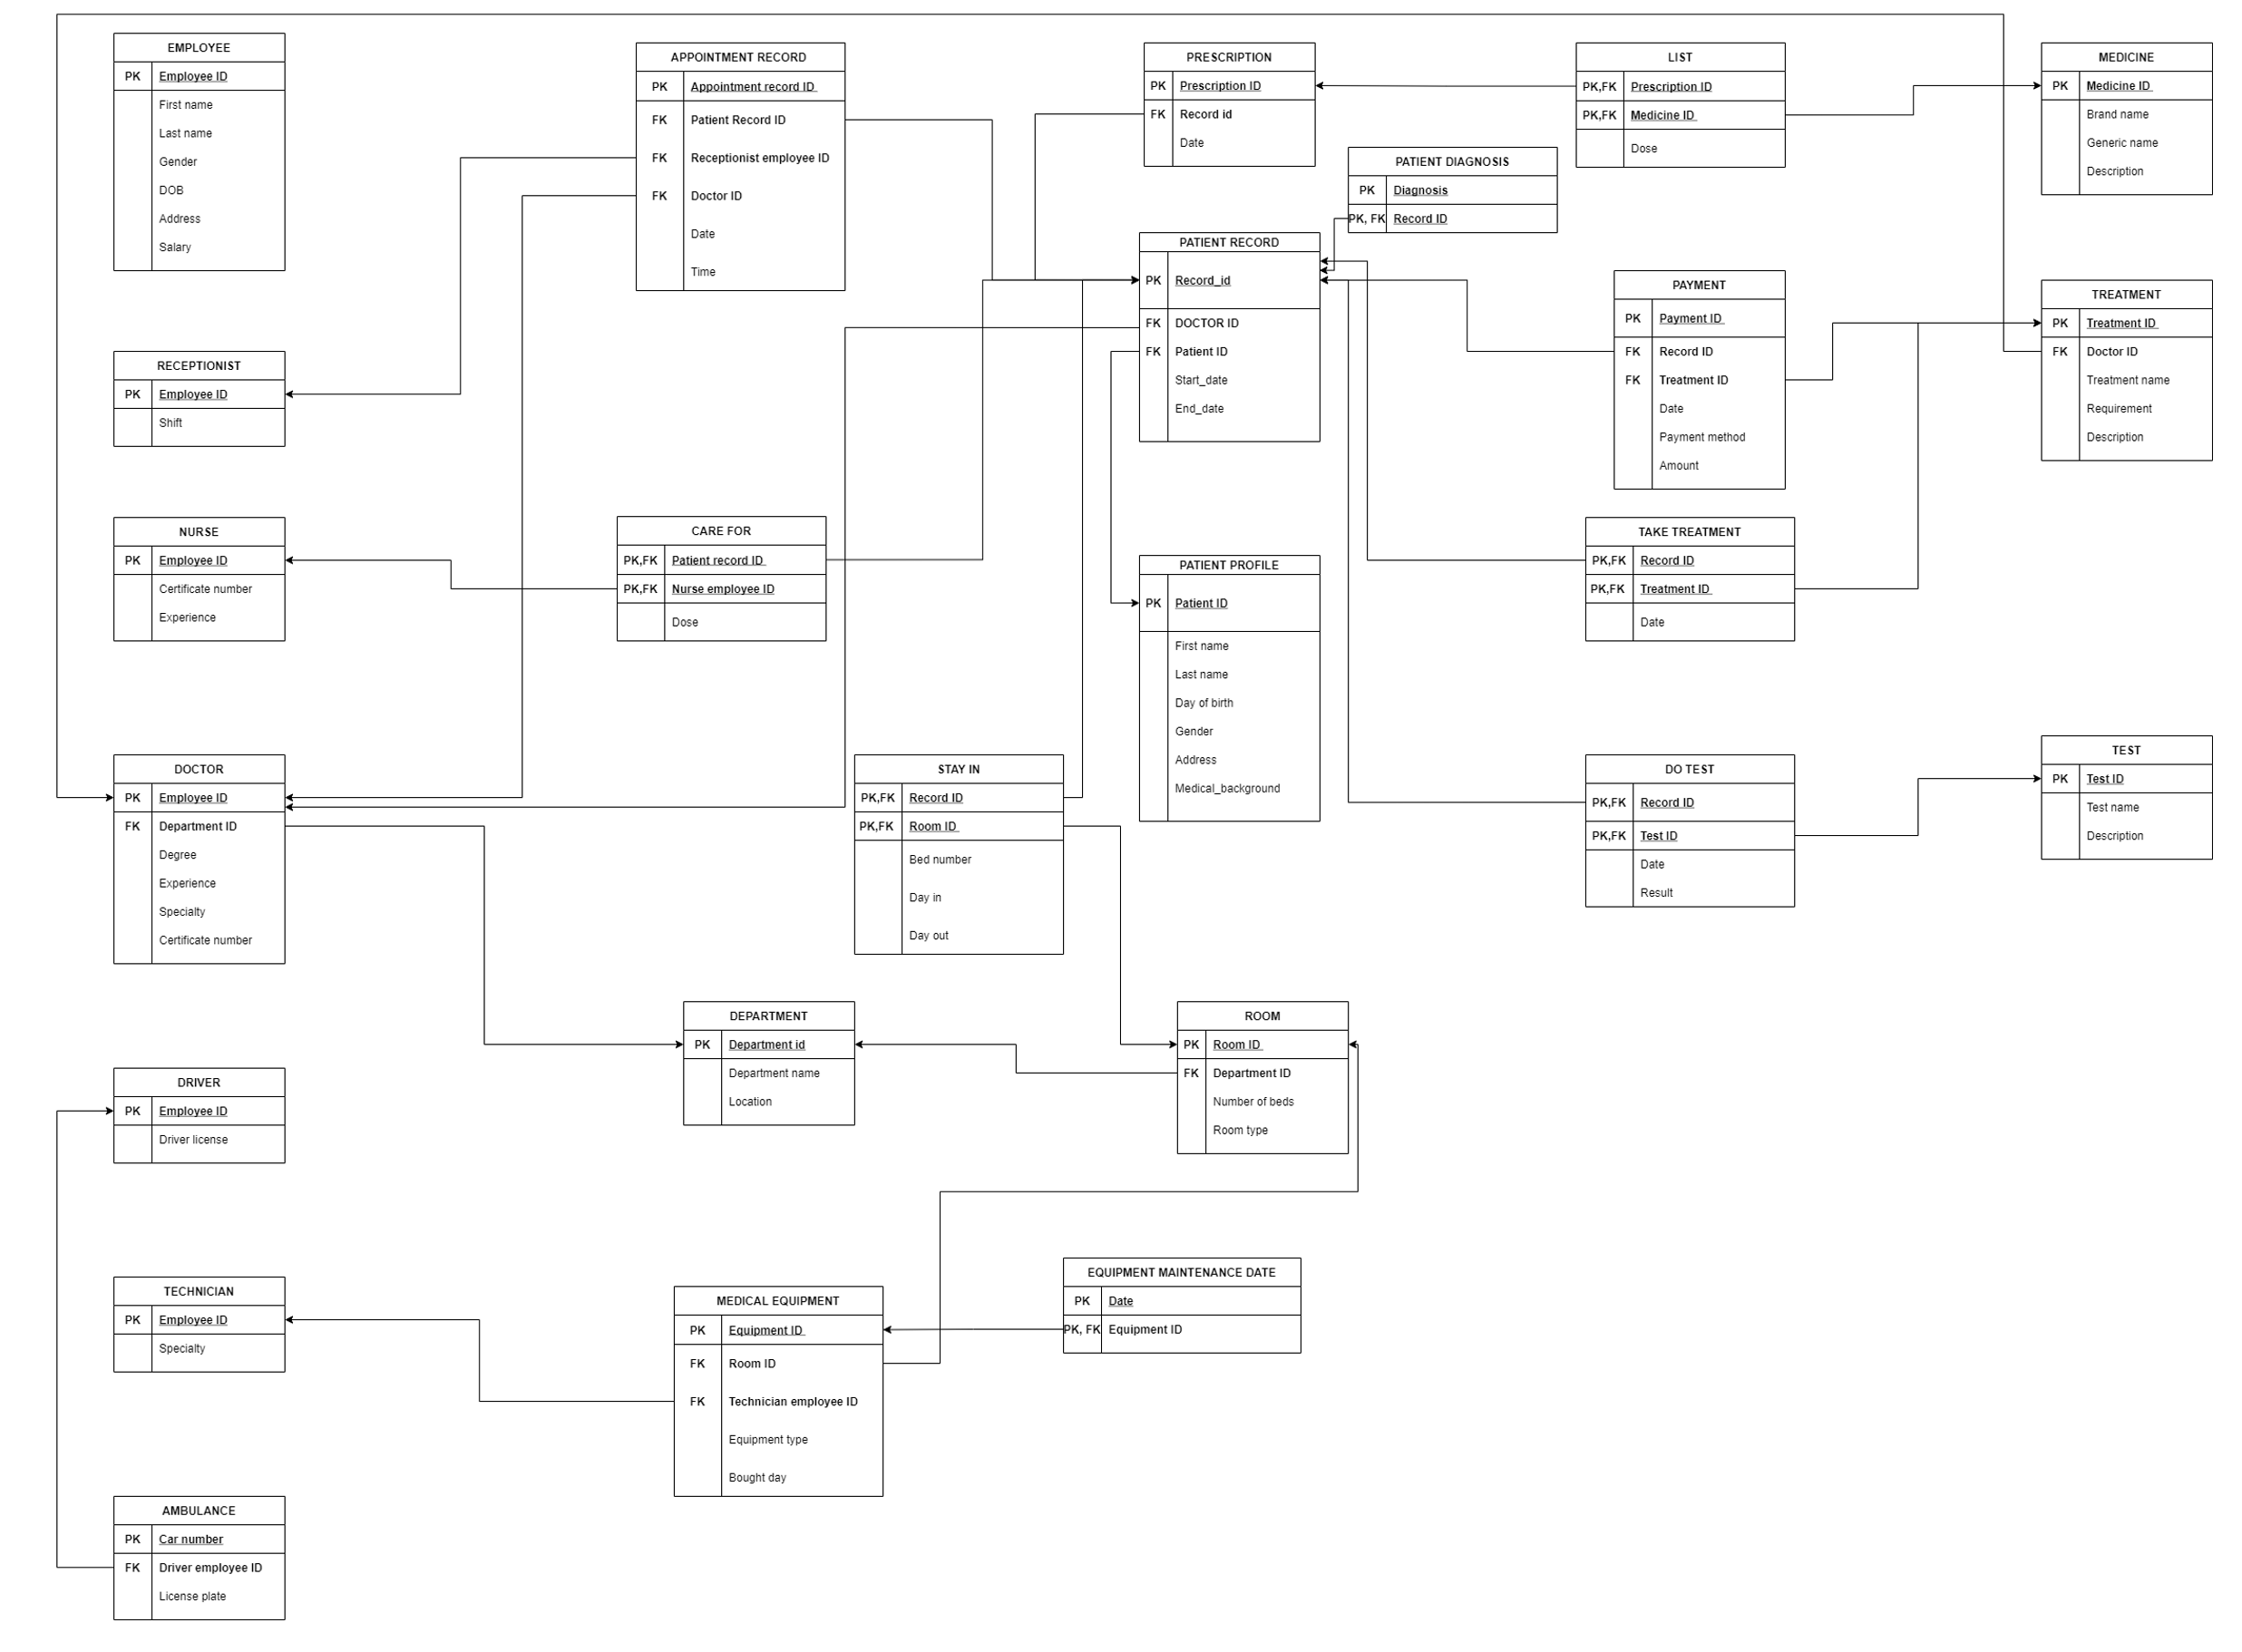 EMPLOYEE
PK Employee ID
First name
Last name
Gender
DOB
Address
Salary
APPOINTMENT RECORD
PK Appointment record ID
FK Patient Record ID
FK Receptionist employee ID
FK Doctor ID
Date
Time
PRESCRIPTION
PK Prescription ID
FK Record id
Date
LIST
PK,FK Prescription ID
PK,FK Medicine ID
Dose
MEDICINE
PK Medicine ID
Brand name
Generic name
Description
PATIENT DIAGNOSIS
PK Diagnosis
PK, FK Record ID
PATIENT RECORD
PK Record_id
FK DOCTOR ID
FK Patient ID
Start_date
End_date
PAYMENT
PK Payment ID
FK Record ID
FK Treatment ID
Date
Payment method
Amount
TREATMENT
PK Treatment ID
FK Doctor ID
Treatment name
Requirement
Description
RECEPTIONIST
PK Employee ID
Shift
NURSE
PK Employee ID
Certificate number
Experience
CARE FOR
PK,FK Patient record ID
PK,FK Nurse employee ID
Dose
PATIENT PROFILE
PK Patient ID
First name
Last name
Day of birth
Gender
Address
Medical_background
TAKE TREATMENT
PK,FK Record ID
PK,FK Treatment ID
Date
DOCTOR
PK Employee ID
FK Department ID
Degree
Experience
Specialty
Certificate number
STAY IN
PK,FK Record ID
PK,FK Room ID
Bed number
Day in
Day out
DO TEST
PK,FK Record ID
PK,FK Test ID
Date
Result
TEST
PK Test ID
Test name
Description
DEPARTMENT
PK Department id
Department name
Location
ROOM
PK Room ID
FK Department ID
Number of beds
Room type
DRIVER
PK Employee ID
Driver license
TECHNICIAN
PK Employee ID
Specialty
MEDICAL EQUIPMENT
PK Equipment ID
FK Room ID
FK Technician employee ID
Equipment type
Bought day
EQUIPMENT MAINTENANCE DATE
PK Date
PK, FK Equipment ID
AMBULANCE
PK Car number
FK Driver employee ID
License plate